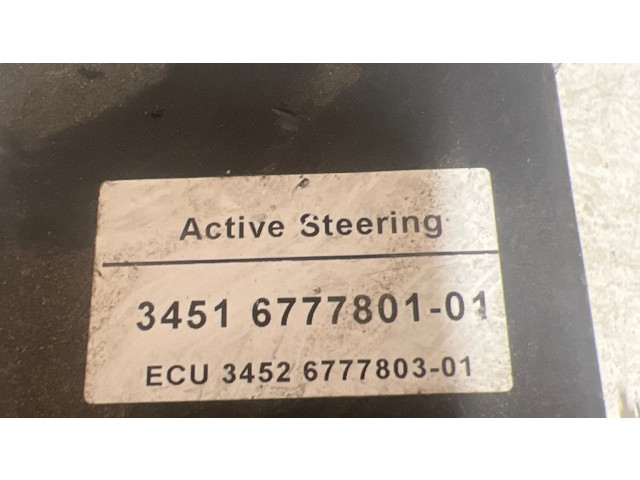 Active Steering
3451 6777801-01
ECU 3452 6777803-01